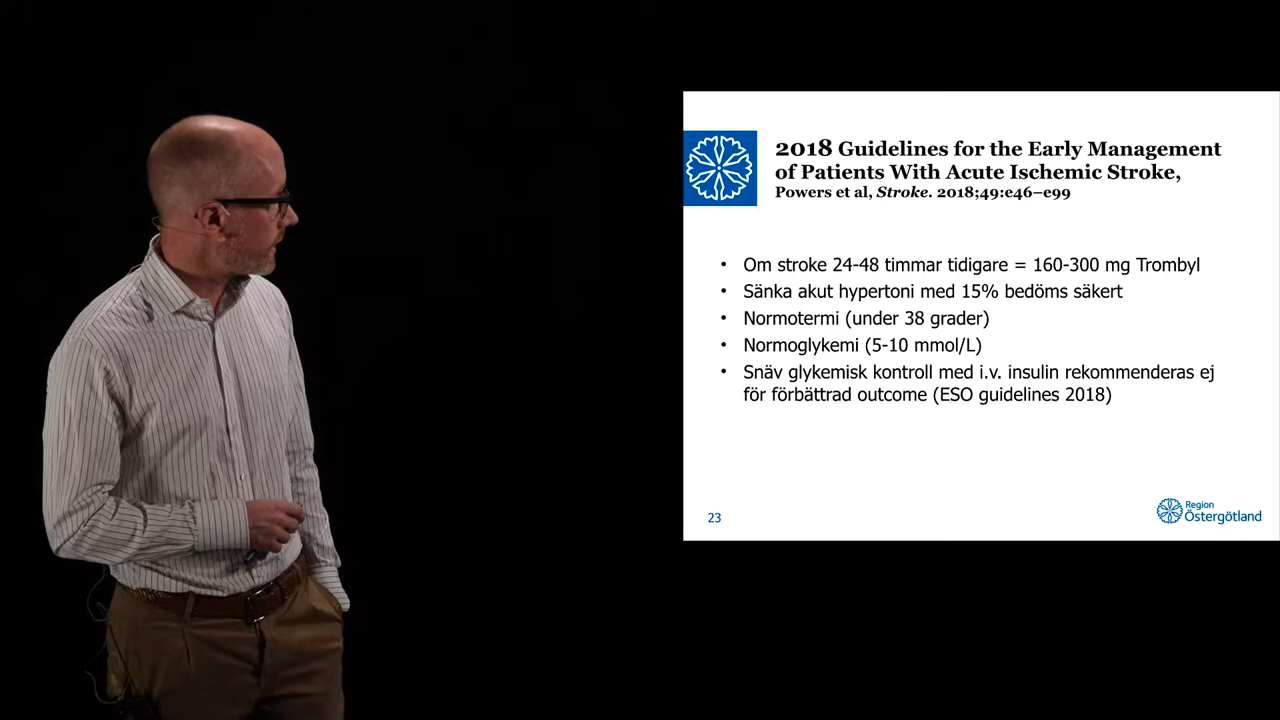 2018 Guidelines for the Early Management
of Patients With Acute Ischemic Stroke,
Powers et al, Stroke. 2018;49:e46–e99
• Om stroke 24-48 timmar tidigare = 160-300 mg Trombyl
• Sänka akut hypertoni med 15% bedöms säkert
• Normotermi (under 38 grader)
• Normoglykemi (5-10 mmol/L)
• Snäv glykemisk kontroll med i.v. insulin rekommenderas ej
för förbättrad outcome (ESO guidelines 2018)
23
Region
Östergötland